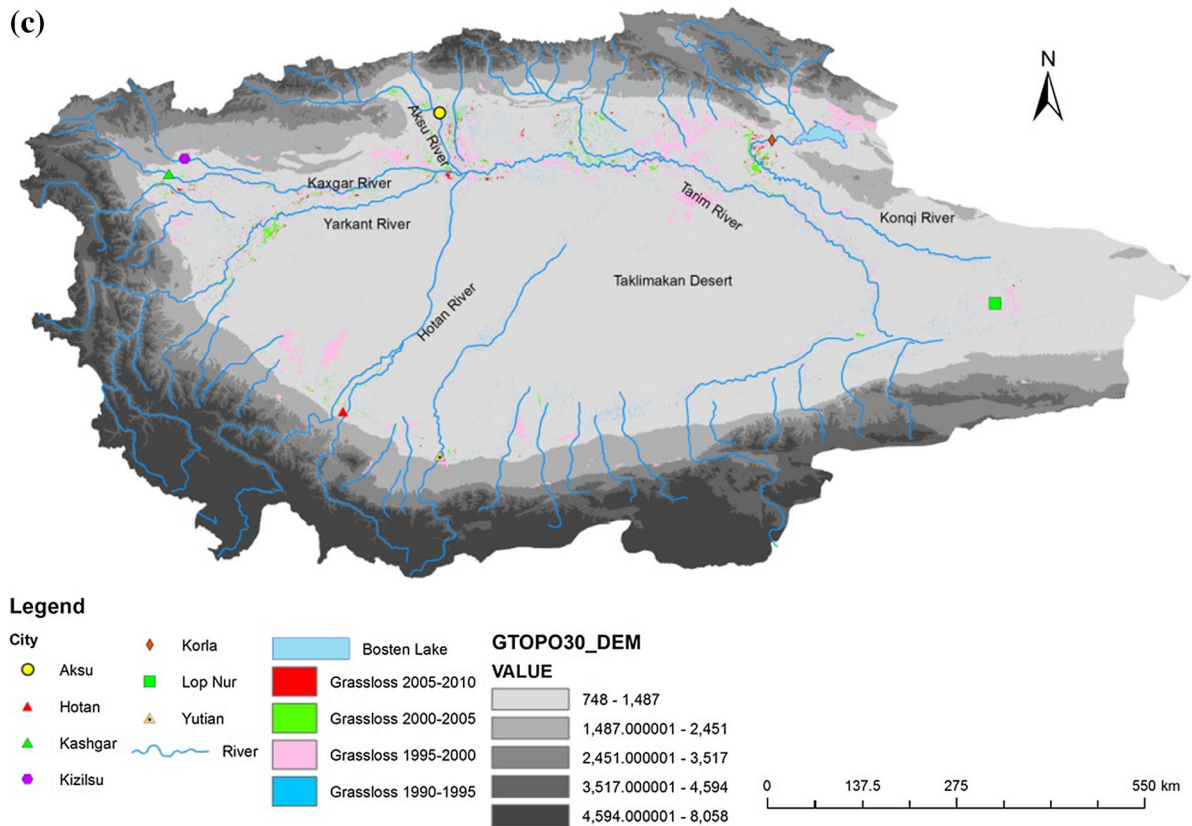 (c)
N
Aksu River
Kaxgar River
Yarkant River
Tarim River
Konqi River
Taklimakan Desert
Hotan River
Legend
City
Aksu
Hotan
Kashgar
Kizilsu
Korla
Lop Nur
Yutian
River
Bosten Lake
Grassloss 2005-2010
Grassloss 2000-2005
Grassloss 1995-2000
Grassloss 1990-1995
GTOPO30_DEM
VALUE
748 - 1,487
1,487.000001 - 2,451
2,451.000001 - 3,517
3,517.000001 - 4,594
4,594.000001 - 8,058
0 137.5 275 550 km